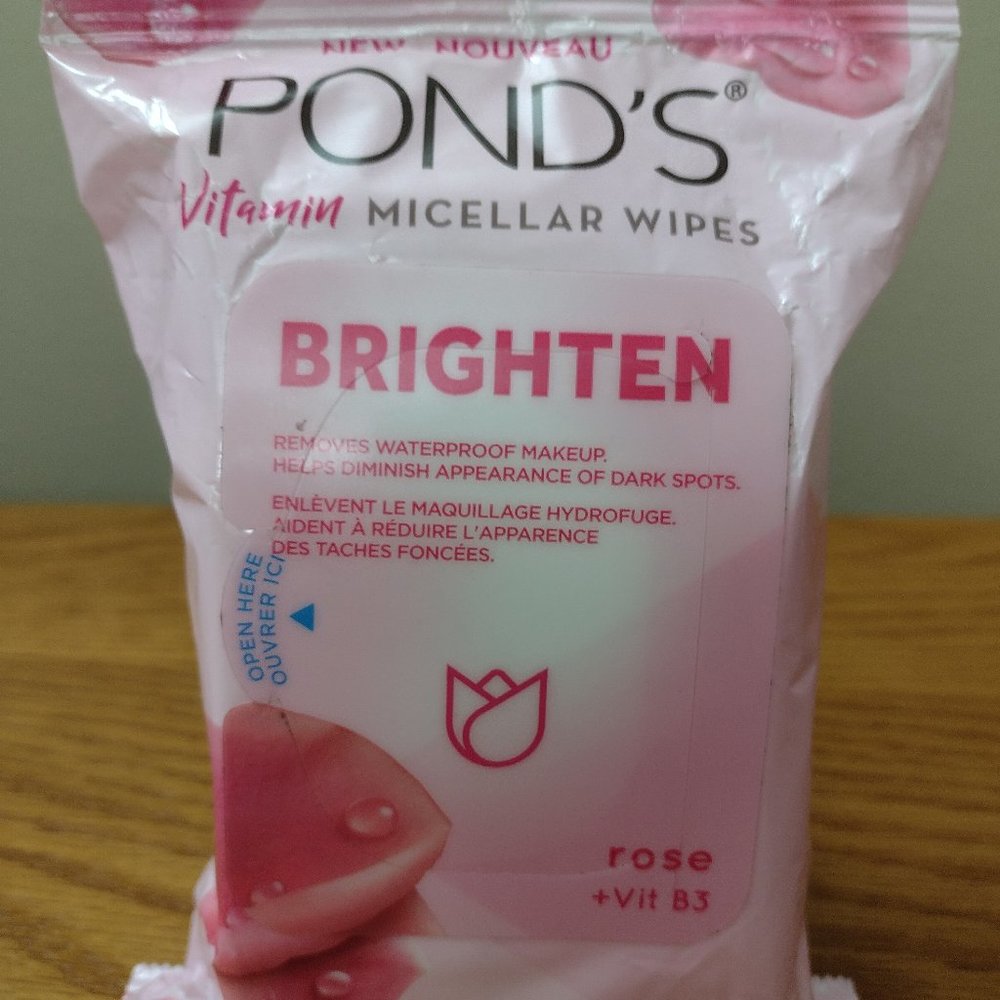 NEW NOUVEAU
POND'S®
Vitamin MICELLAR WIPES
BRIGHTEN
REMOVES WATERPROOF MAKEUP.
HELPS DIMINISH APPEARANCE OF DARK SPOTS.
ENLÈVENT LE MAQUILLAGE HYDROFUGE.
AIDENT À RÉDUIRE L'APPARENCE
DES TACHES FONCÉES.
OPEN HERE
OUVRER ICI
rose
+Vit B3